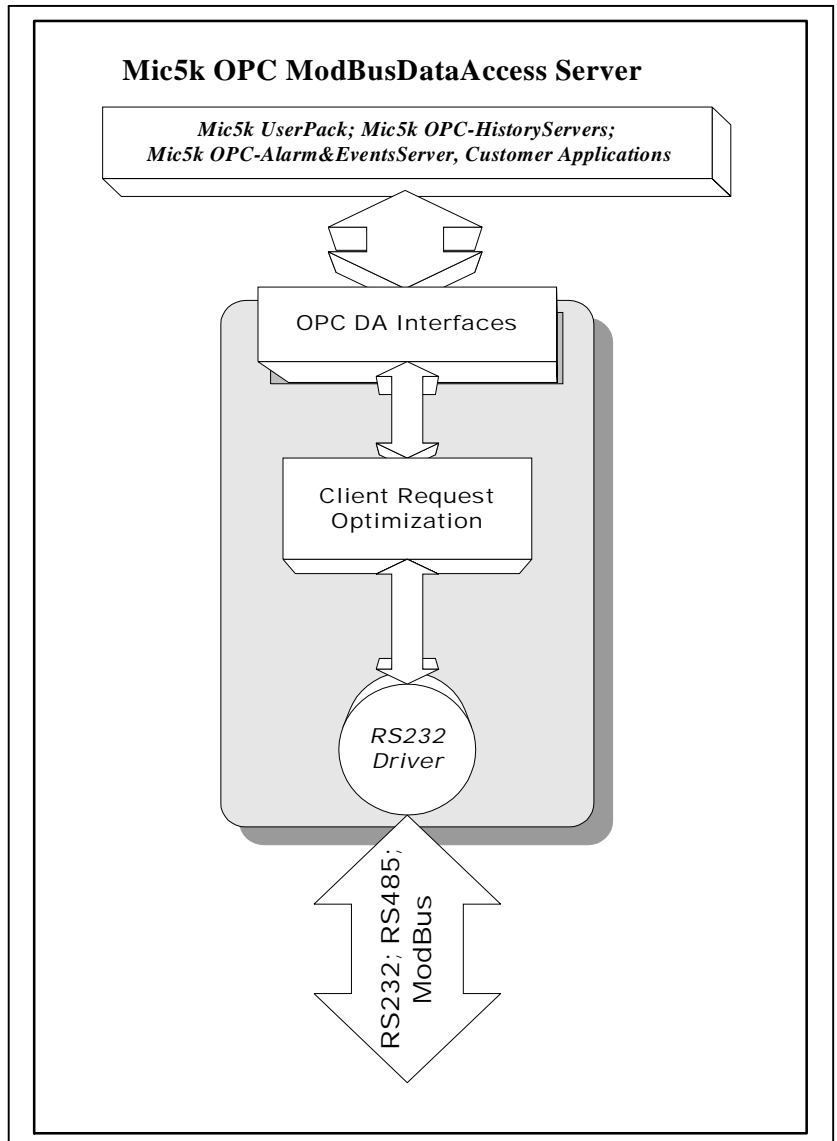 Mic5k OPC ModBusDataAccess Server
Mic5k UserPack; Mic5k OPC-HistoryServers;
Mic5k OPC-Alarm&EventsServer, Customer Applications
OPC DA Interfaces
Client Request
Optimization
RS232
Driver
RS232; RS485;
ModBus